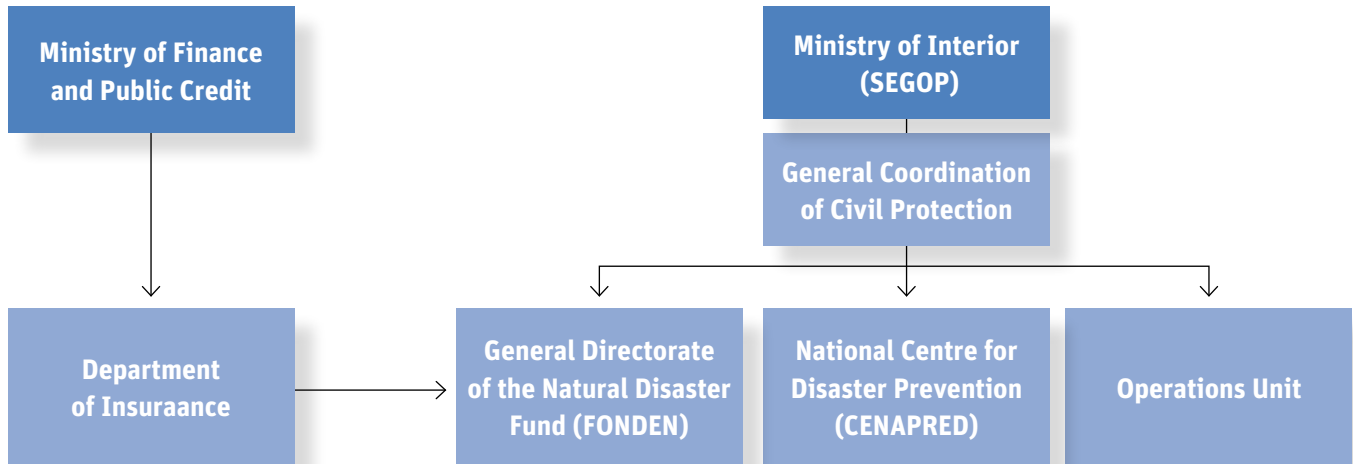 Ministry of Finance
and Public Credit
Ministry of Interior
(SEGOP)
General Coordination
of Civil Protection
Department
of Insuraance
General Directorate
of the Natural Disaster
Fund (FONDEN)
National Centre for
Disaster Prevention
(CENAPRED)
Operations Unit